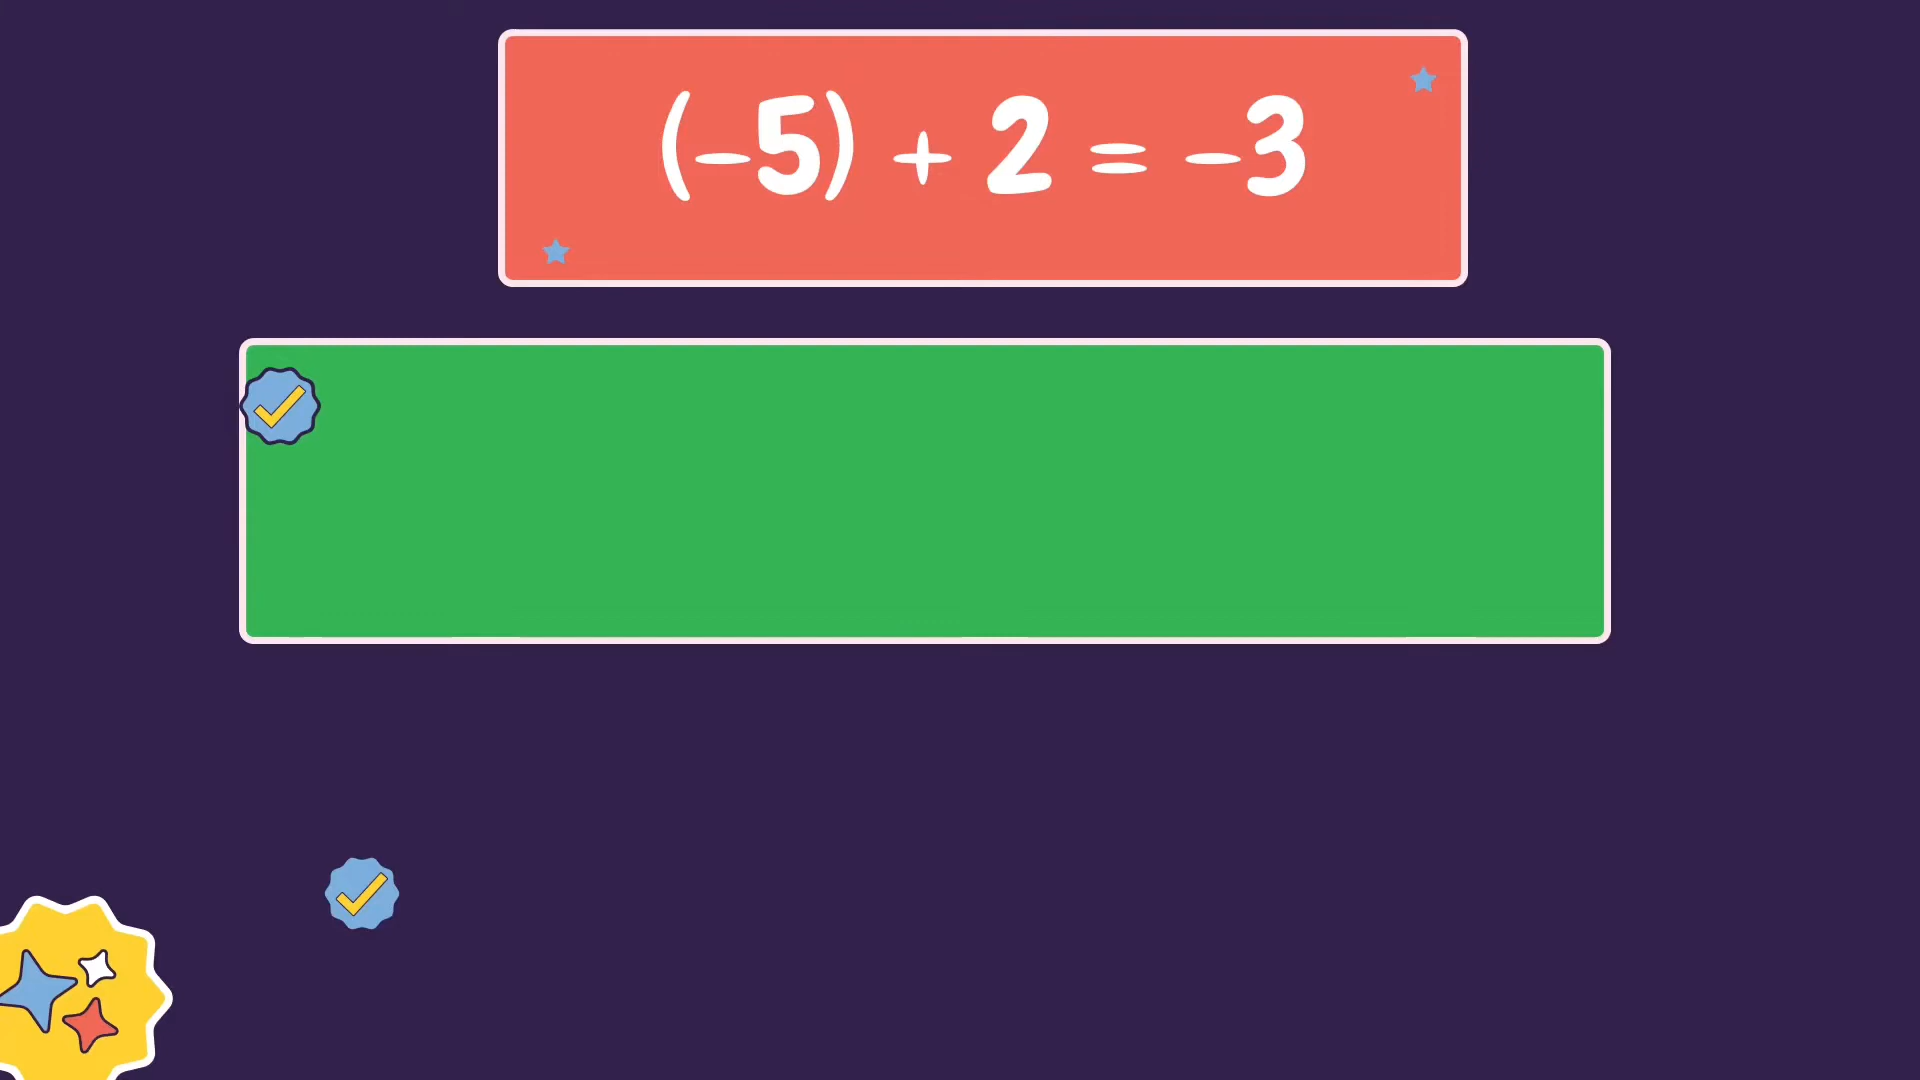 (-5) + 2 = -3